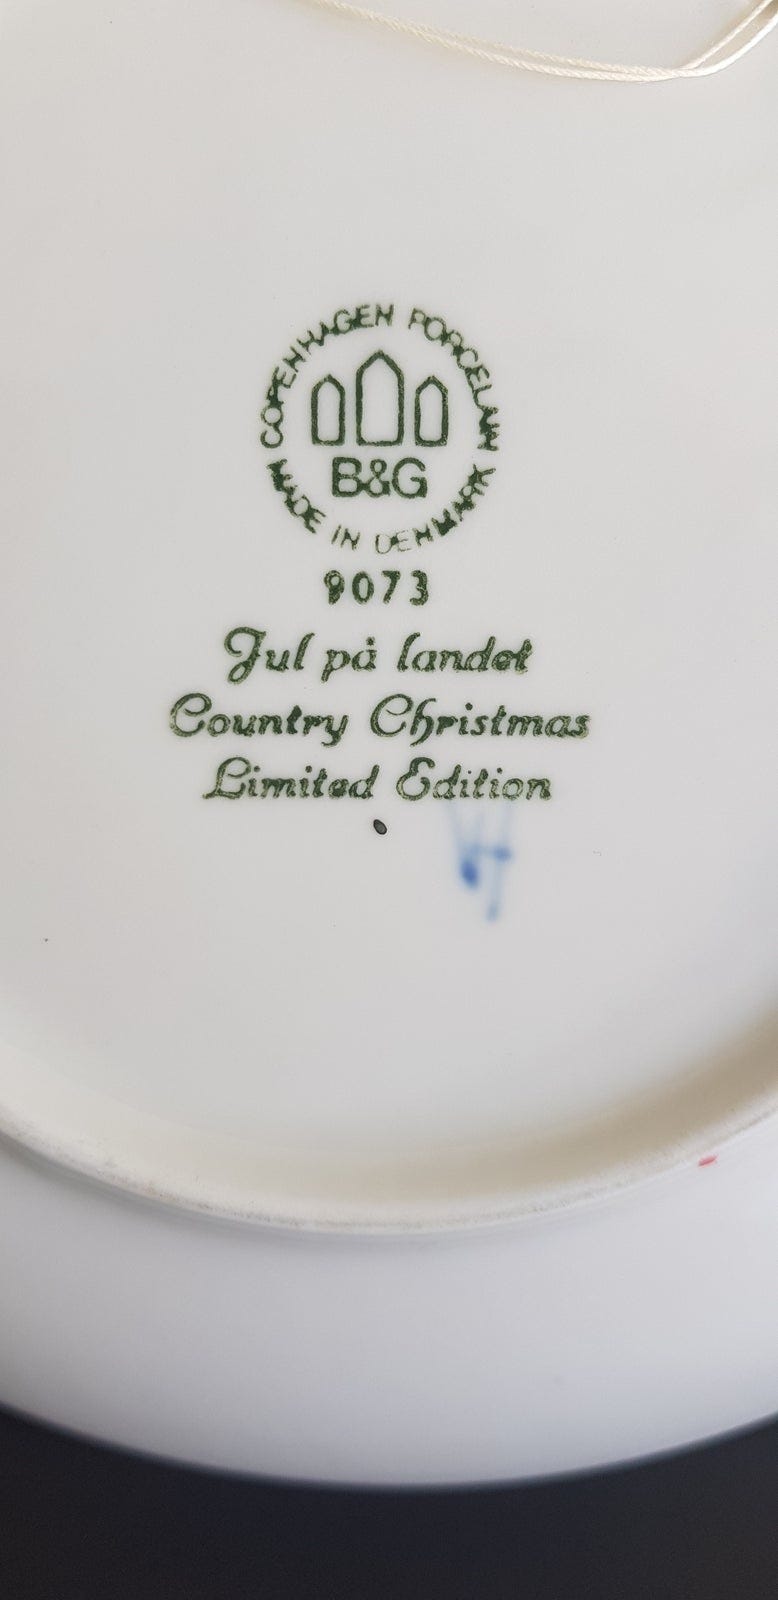 COPENHAGEN PORCELAIN
B&G
MADE IN DENMARK
9073
Jul på landet
Country Christmas
Limited Edition